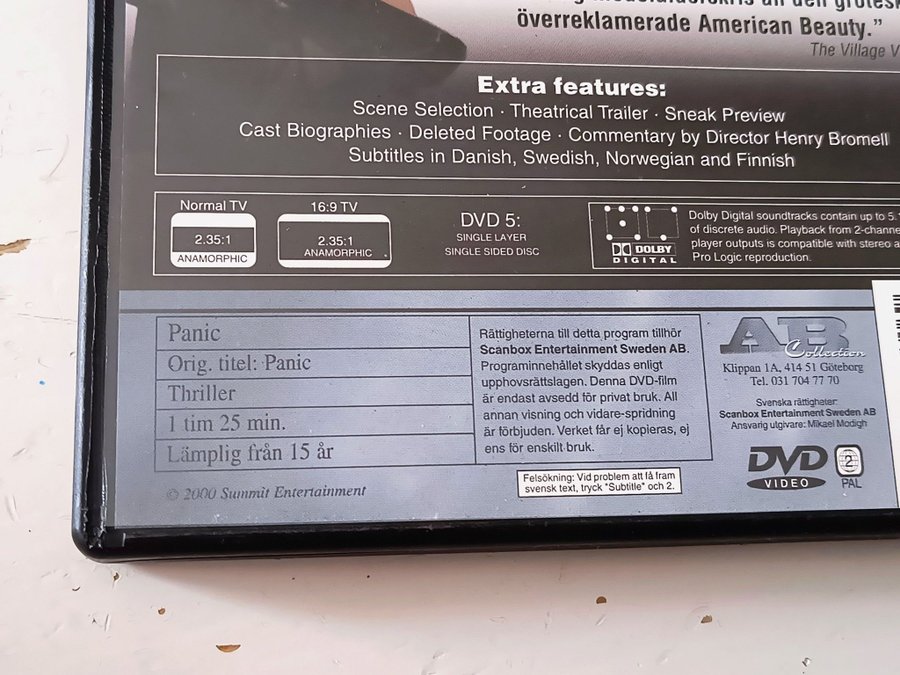 överreklamerade American Beauty.”
The Village
Extra features:
Scene Selection · Theatrical Trailer · Sneak Preview
Cast Biographies · Deleted Footage · Commentary by Director Henry Bromell
Subtitles in Danish, Swedish, Norwegian and Finnish
Normal TV
2.35:1
ANAMORPHIC
16:9 TV
2.35:1
ANAMORPHIC
DVD 5:
SINGLE LAYER
SINGLE SIDED DISC
DOLBY
DIGITAL
Dolby Digital soundtracks contain up to 5.1
of discrete audio. Playback from 2-channe
player outputs is compatible with stereo a
Pro Logic reproduction.
Panic
Orig. titel: Panic
Thriller
1 tim 25 min.
Lämplig från 15 år
© 2000 Summit Entertainment
Rättigheterna till detta program tillhör
Scanbox Entertainment Sweden AB.
Programinnehållet skyddas enligt
upphovsrättslagen. Denna DVD-film
är endast avsedd för privat bruk. All
annan visning och vidare-spridning
är förbjuden. Verket får ej kopieras, ej
ens för enskilt bruk.
Felsökning: Vid problem att få fram
svensk text, tryck "Subtitle" och 2.
AB
Collection
Klippan 1A, 414 51 Göteborg
Tel. 031 704 77 70
Svenska rättigheter:
Scanbox Entertainment Sweden AB
Ansvarig utgivare: Mikael Modigh
DVD
VIDEO
2
PAL